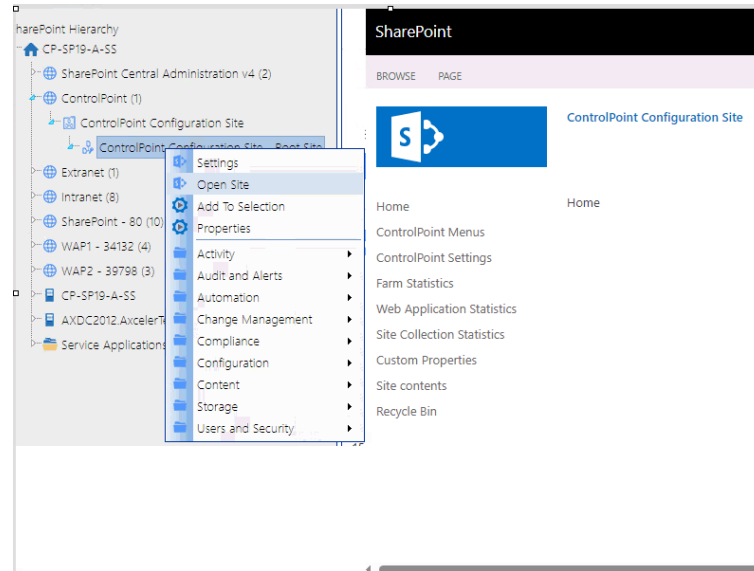 harePoint Hierarchy
CP-SP19-A-SS
SharePoint Central Administration v4 (2)
ControlPoint (1)
ControlPoint Configuration Site
ControlPoint Configuration Site - Root Site
Extranet (1)
Intranet (8)
SharePoint - 80 (10)
WAP1 - 34132 (4)
WAP2 - 39798 (3)
CP-SP19-A-SS
AXDC2012.AxcelerTe
Service Applications
Settings
Open Site
Add To Selection
Properties
Activity
Audit and Alerts
Automation
Change Management
Compliance
Configuration
Content
Storage
Users and Security
SharePoint
BROWSE PAGE
S
ControlPoint Configuration Site
Home
Home
ControlPoint Menus
ControlPoint Settings
Farm Statistics
Web Application Statistics
Site Collection Statistics
Custom Properties
Site contents
Recycle Bin